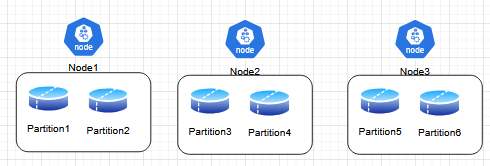 node
node
node
Node1
Node2
Node3
Partition1
Partition2
Partition3
Partition4
Partition5
Partition6